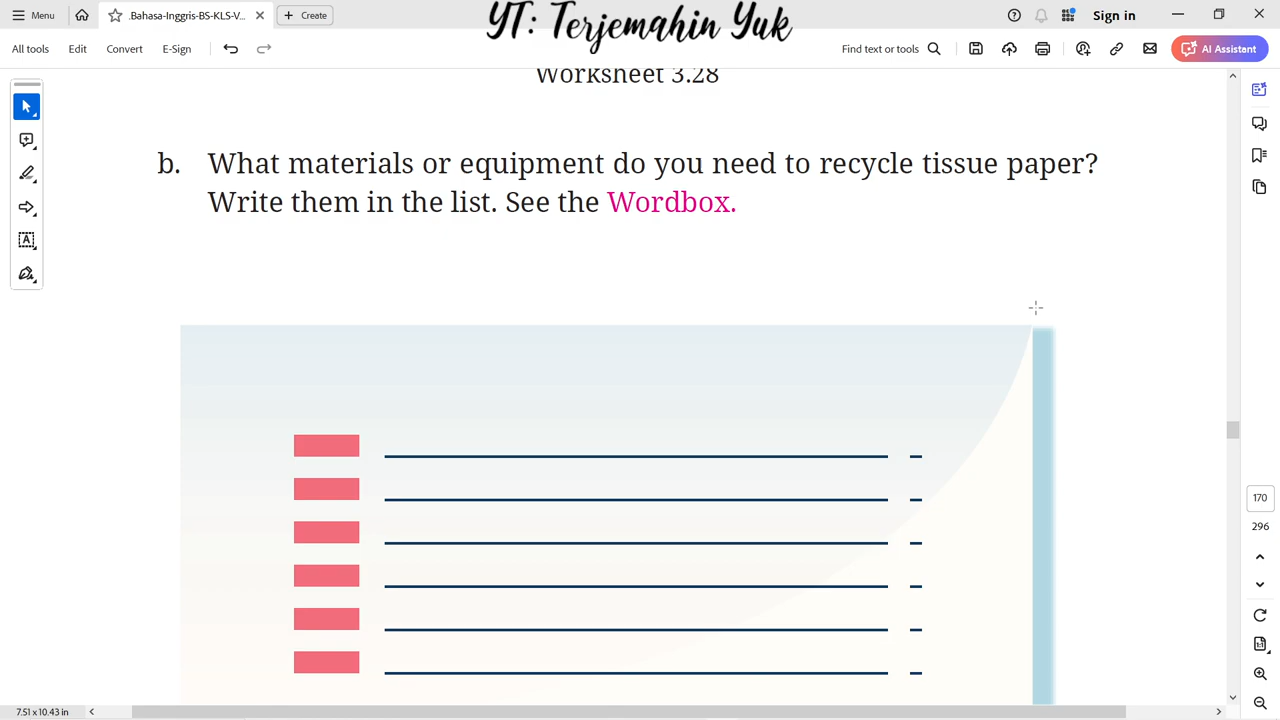 Menu
.Bahasa-Inggris-BS-KLS-V...
Create
YT: Terjemahin Yuk
Sign in
All tools
Edit
Convert
E-Sign
Find text or tools
AI Assistant
Worksheet 3.28
b. What materials or equipment do you need to recycle tissue paper?
Write them in the list. See the Wordbox.
170
296
7.51 x 10.43 in